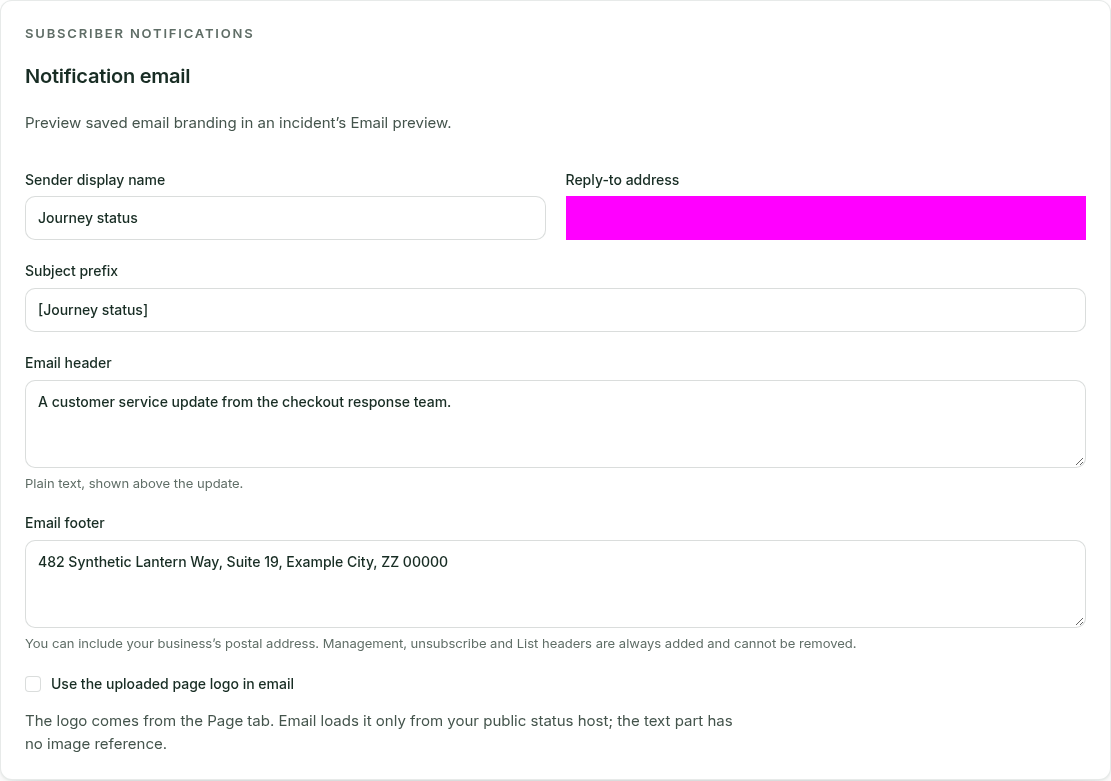 SUBSCRIBER NOTIFICATIONS
Notification email
Preview saved email branding in an incident’s Email preview.
Sender display name
Reply-to address
Journey status
Subject prefix
[Journey status]
Email header
A customer service update from the checkout response team.
Plain text, shown above the update.
Email footer
482 Synthetic Lantern Way, Suite 19, Example City, ZZ 00000
You can include your business’s postal address. Management, unsubscribe and List headers are always added and cannot be removed.
Use the uploaded page logo in email
The logo comes from the Page tab. Email loads it only from your public status host; the text part has
no image reference.